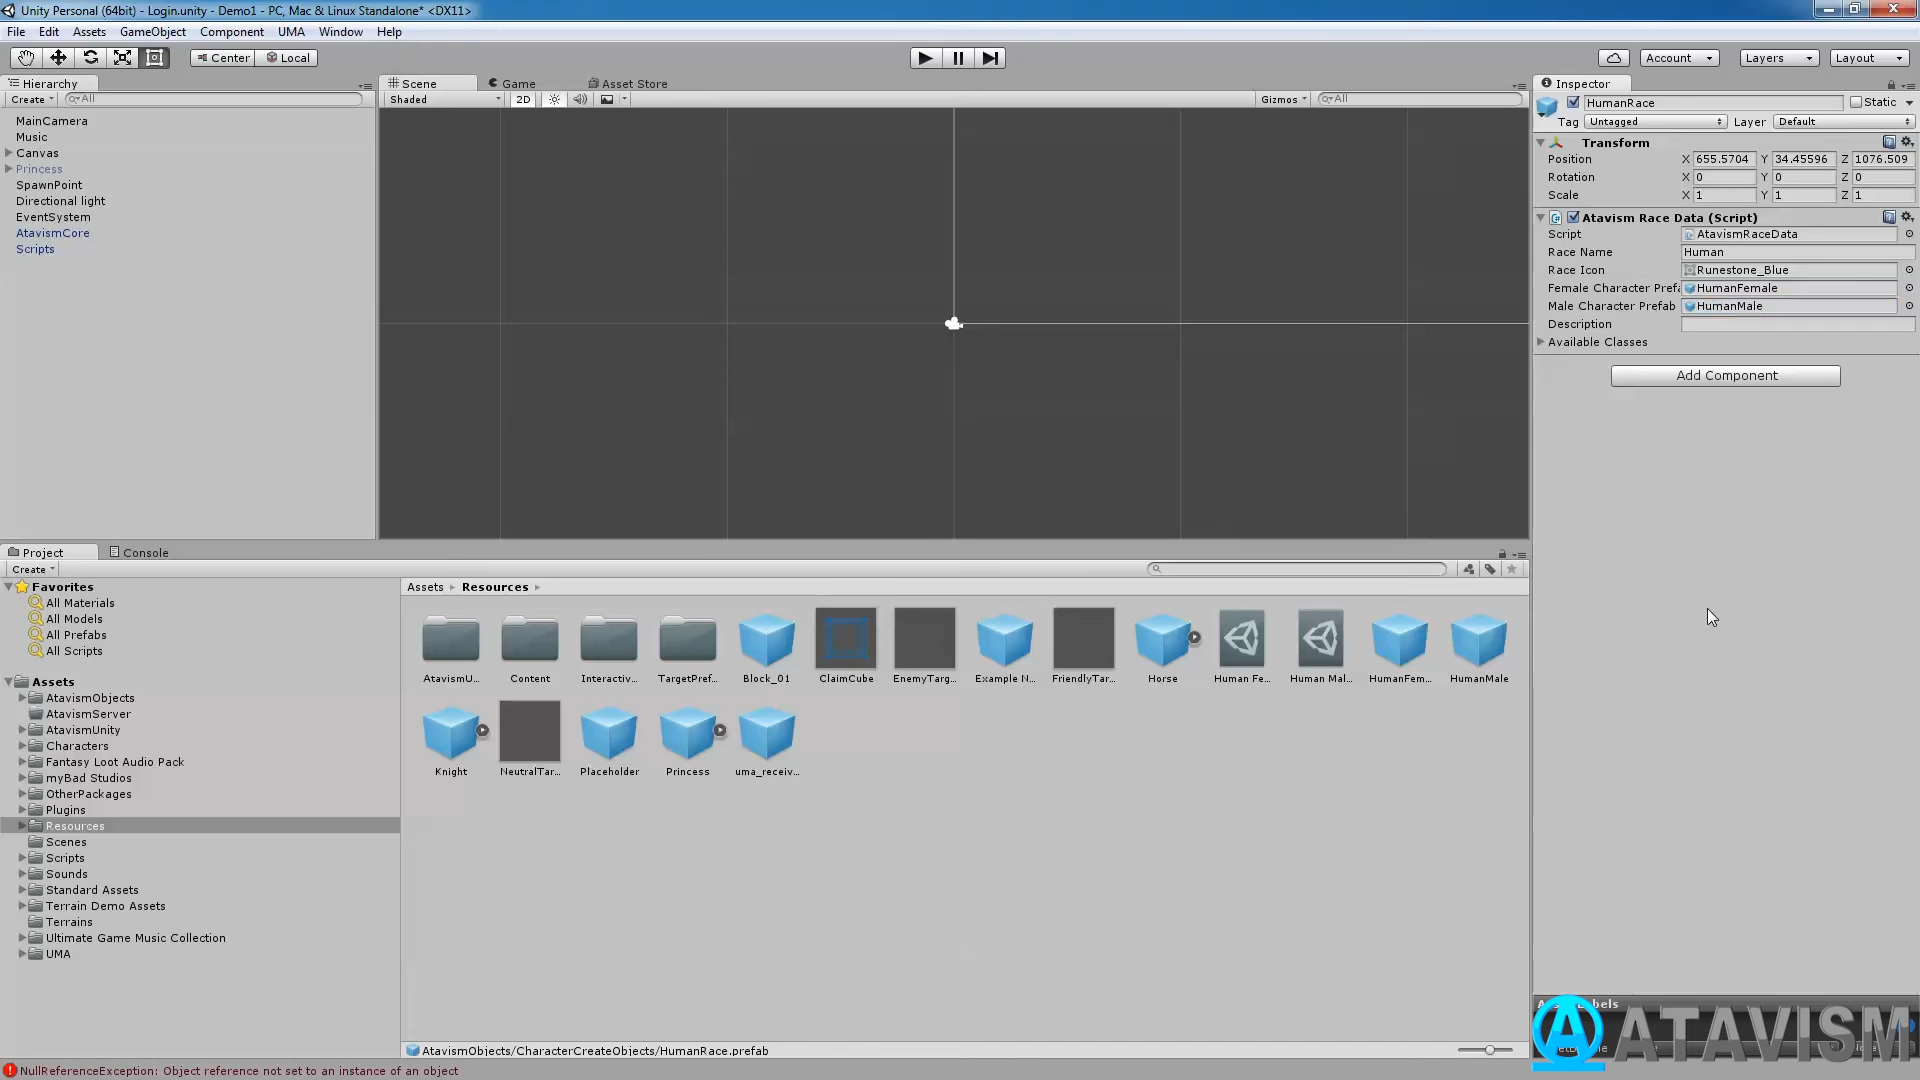 Unity Personal (64bit) - Login.unity - Demo1 - PC, Mac & Linux Standalone* <DX11>
File Edit Assets GameObject Component UMA Window Help
Center Local Account Layers Layout
Hierarchy
Create All
MainCamera
Music
Canvas
Princess
SpawnPoint
Directional light
EventSystem
AtavismCore
Scripts
Scene Game Asset Store
Shaded 2D Gizmos All
Inspector
HumanRace Static
Tag Untagged Layer Default
Transform
Position X 655.5704 Y 34.45596 Z 1076.509
Rotation X 0 Y 0 Z 0
Scale X 1 Y 1 Z 1
Atavism Race Data (Script)
Script AtavismRaceData
Race Name Human
Race Icon Runestone_Blue
Female Character Prefa HumanFemale
Male Character Prefab HumanMale
Description
Available Classes
Add Component
Project Console
Create
Favorites
All Materials
All Models
All Prefabs
All Scripts
Assets
AtavismObjects
AtavismServer
AtavismUnity
Characters
Fantasy Loot Audio Pack
myBad Studios
OtherPackages
Plugins
Resources
Scenes
Scripts
Sounds
Standard Assets
Terrain Demo Assets
Terrains
Ultimate Game Music Collection
UMA
Assets Resources
AtavismU... Content Interactiv... TargetPref... Block_01 ClaimCube EnemyTarg... Example N... FriendlyTar... Horse Human Fe... Human Mal... HumanFem... HumanMale
Knight NeutralTar... Placeholder Princess uma_receiv...
AtavismObjects/CharacterCreateObjects/HumanRace.prefab
ATAVISM
NullReferenceException: Object reference not set to an instance of an object